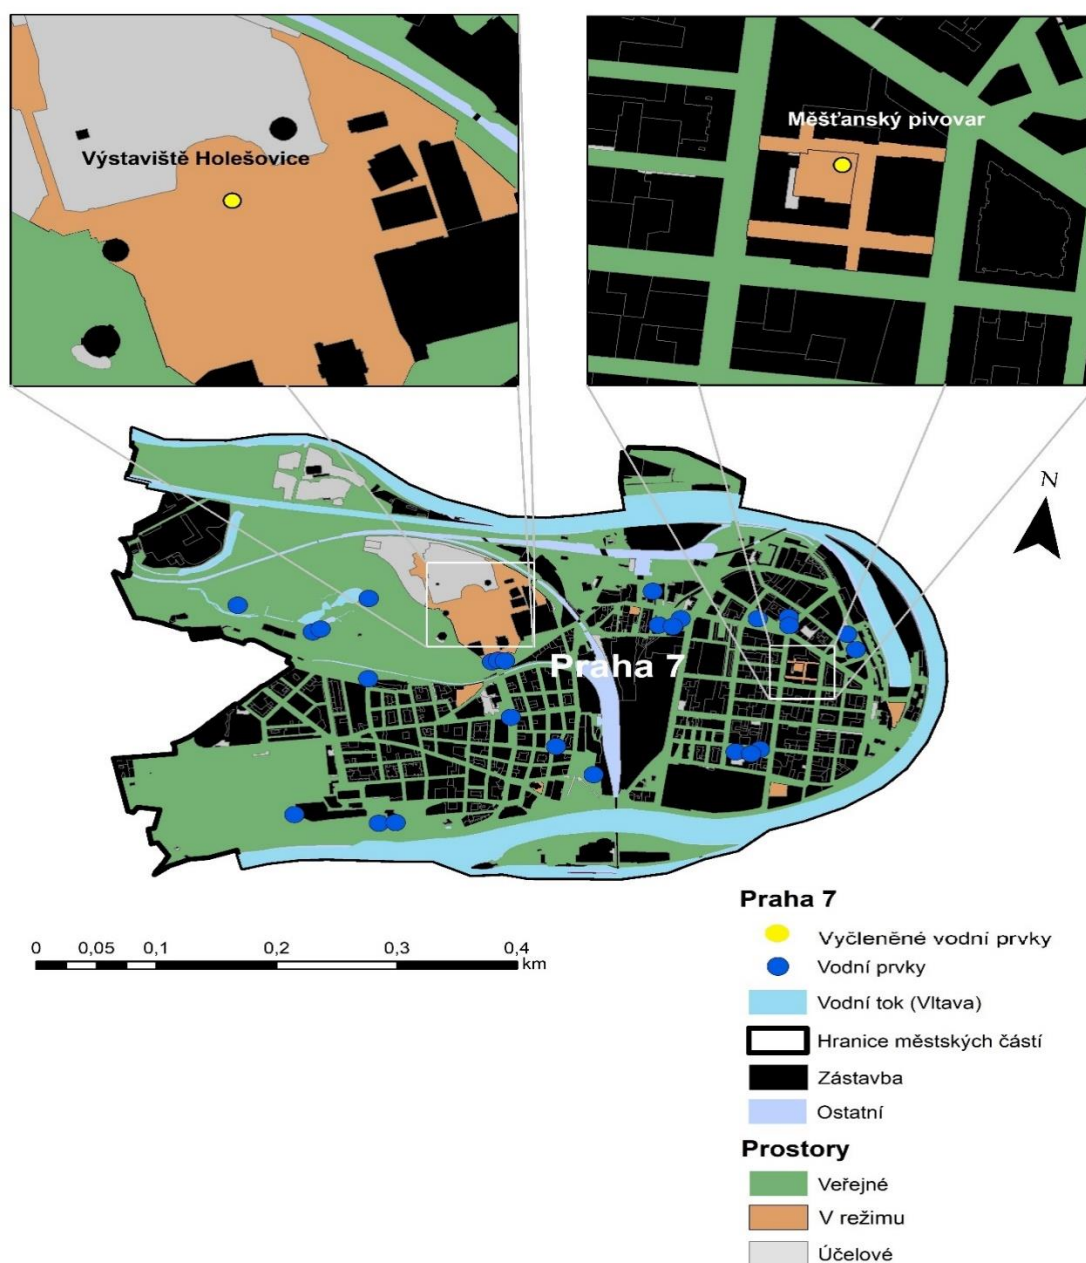 Výstaviště Holešovice
Měšťanský pivovar
N
Praha 7
0 0,05 0,1 0,2 0,3 0,4
km
Praha 7
Vyčleněné vodní prvky
Vodní prvky
Vodní tok (Vltava)
Hranice městských částí
Zástavba
Ostatní
Prostory
Veřejné
V režimu
Účelové